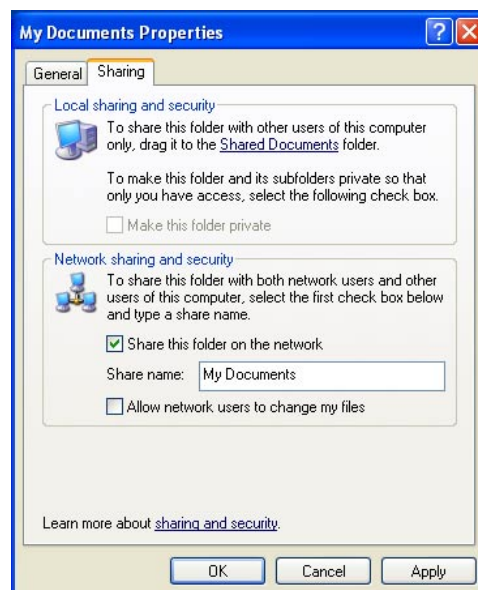 My Documents Properties
General
Sharing
Local sharing and security
To share this folder with other users of this computer
only, drag it to the Shared Documents folder.
To make this folder and its subfolders private so that
only you have access, select the following check box.
Make this folder private
Network sharing and security
To share this folder with both network users and other
users of this computer, select the first check box below
and type a share name.
Share this folder on the network
Share name: My Documents
Allow network users to change my files
Learn more about sharing and security.
OK
Cancel
Apply